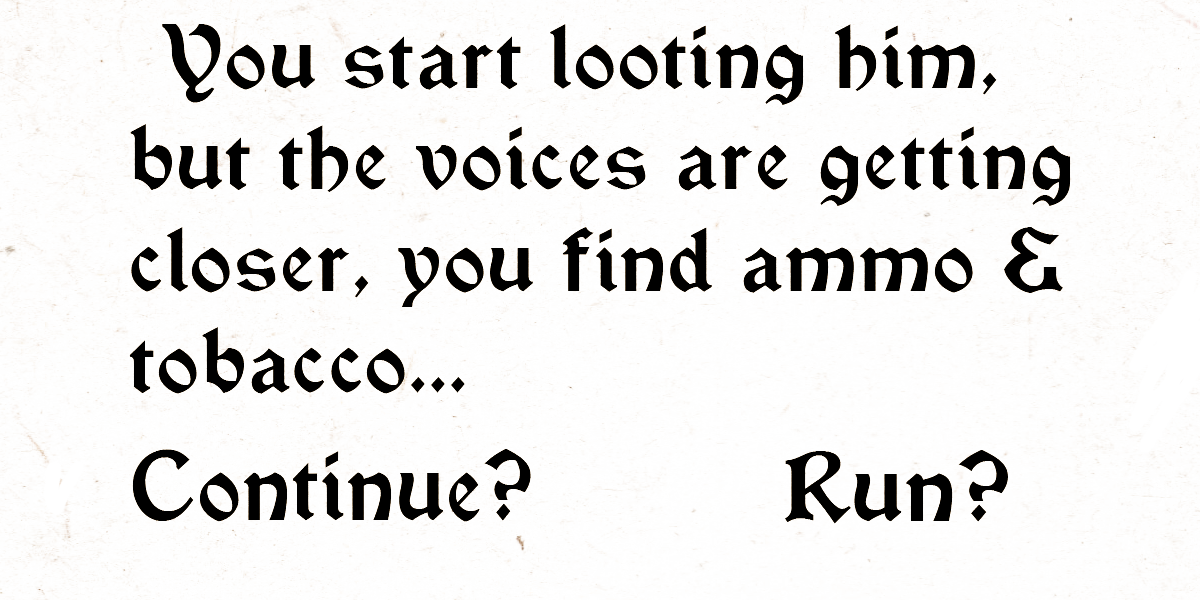 You start looting him,
but the voices are getting
closer, you find ammo &
tobacco...
Continue? Run?